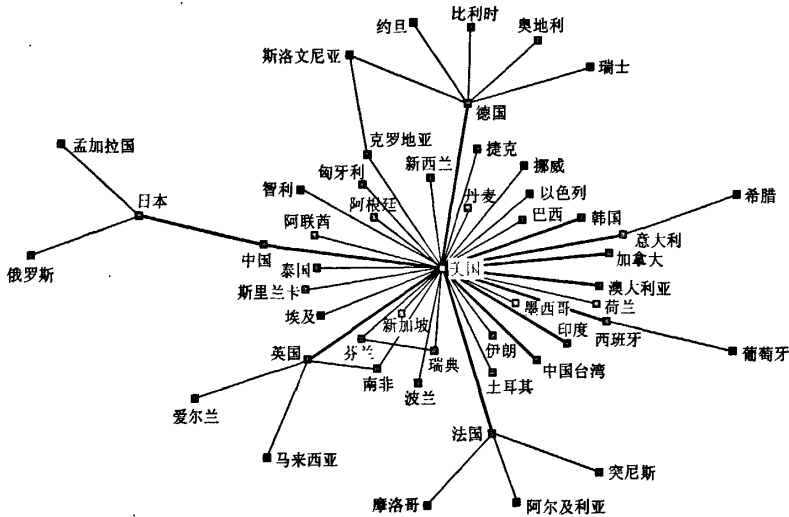 比利时
约旦
奥地利
斯洛文尼亚
瑞士
德国
克罗地亚
捷克
孟加拉国
新西兰
挪威
匈牙利
智利
丹麦
以色列
希腊
日本
阿根廷
巴西
韩国
阿联酋
意大利
中国
泰国
美国
加拿大
俄罗斯
斯里兰卡
澳大利亚
埃及
墨西哥
荷兰
新加坡
印度
西班牙
英国
芬兰
瑞典
伊朗
葡萄牙
南非
中国台湾
土耳其
波兰
爱尔兰
法国
马来西亚
突尼斯
摩洛哥
阿尔及利亚